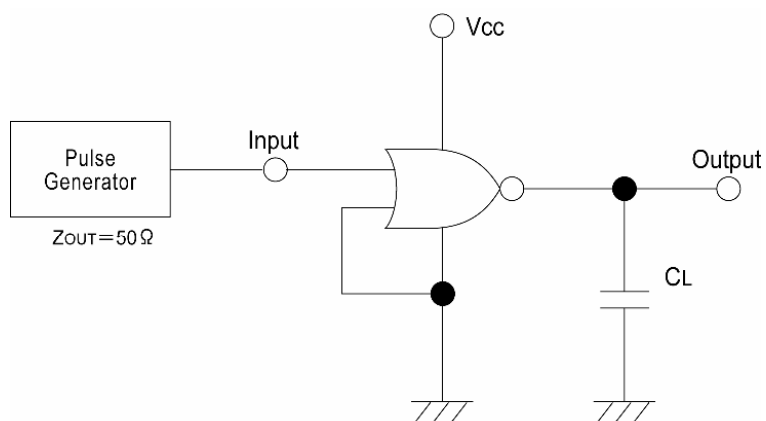 Vcc
Input
Output
Pulse
Generator
ZOUT=50Ω
CL